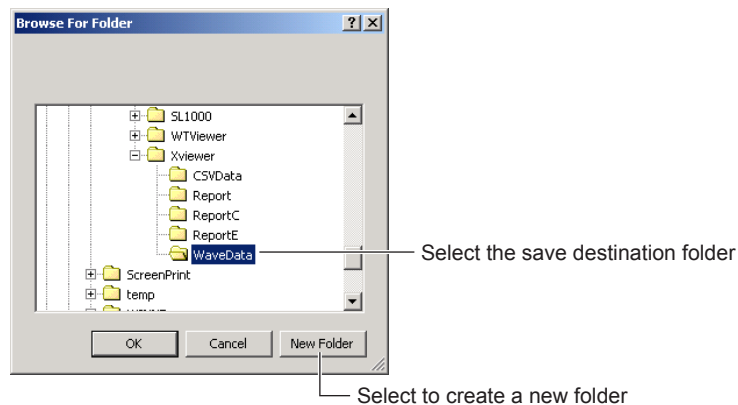 Browse For Folder
SL1000
WTViewer
Xviewer
CSVData
Report
ReportC
ReportE
WaveData
Select the save destination folder
ScreenPrint
temp
OK Cancel New Folder
Select to create a new folder